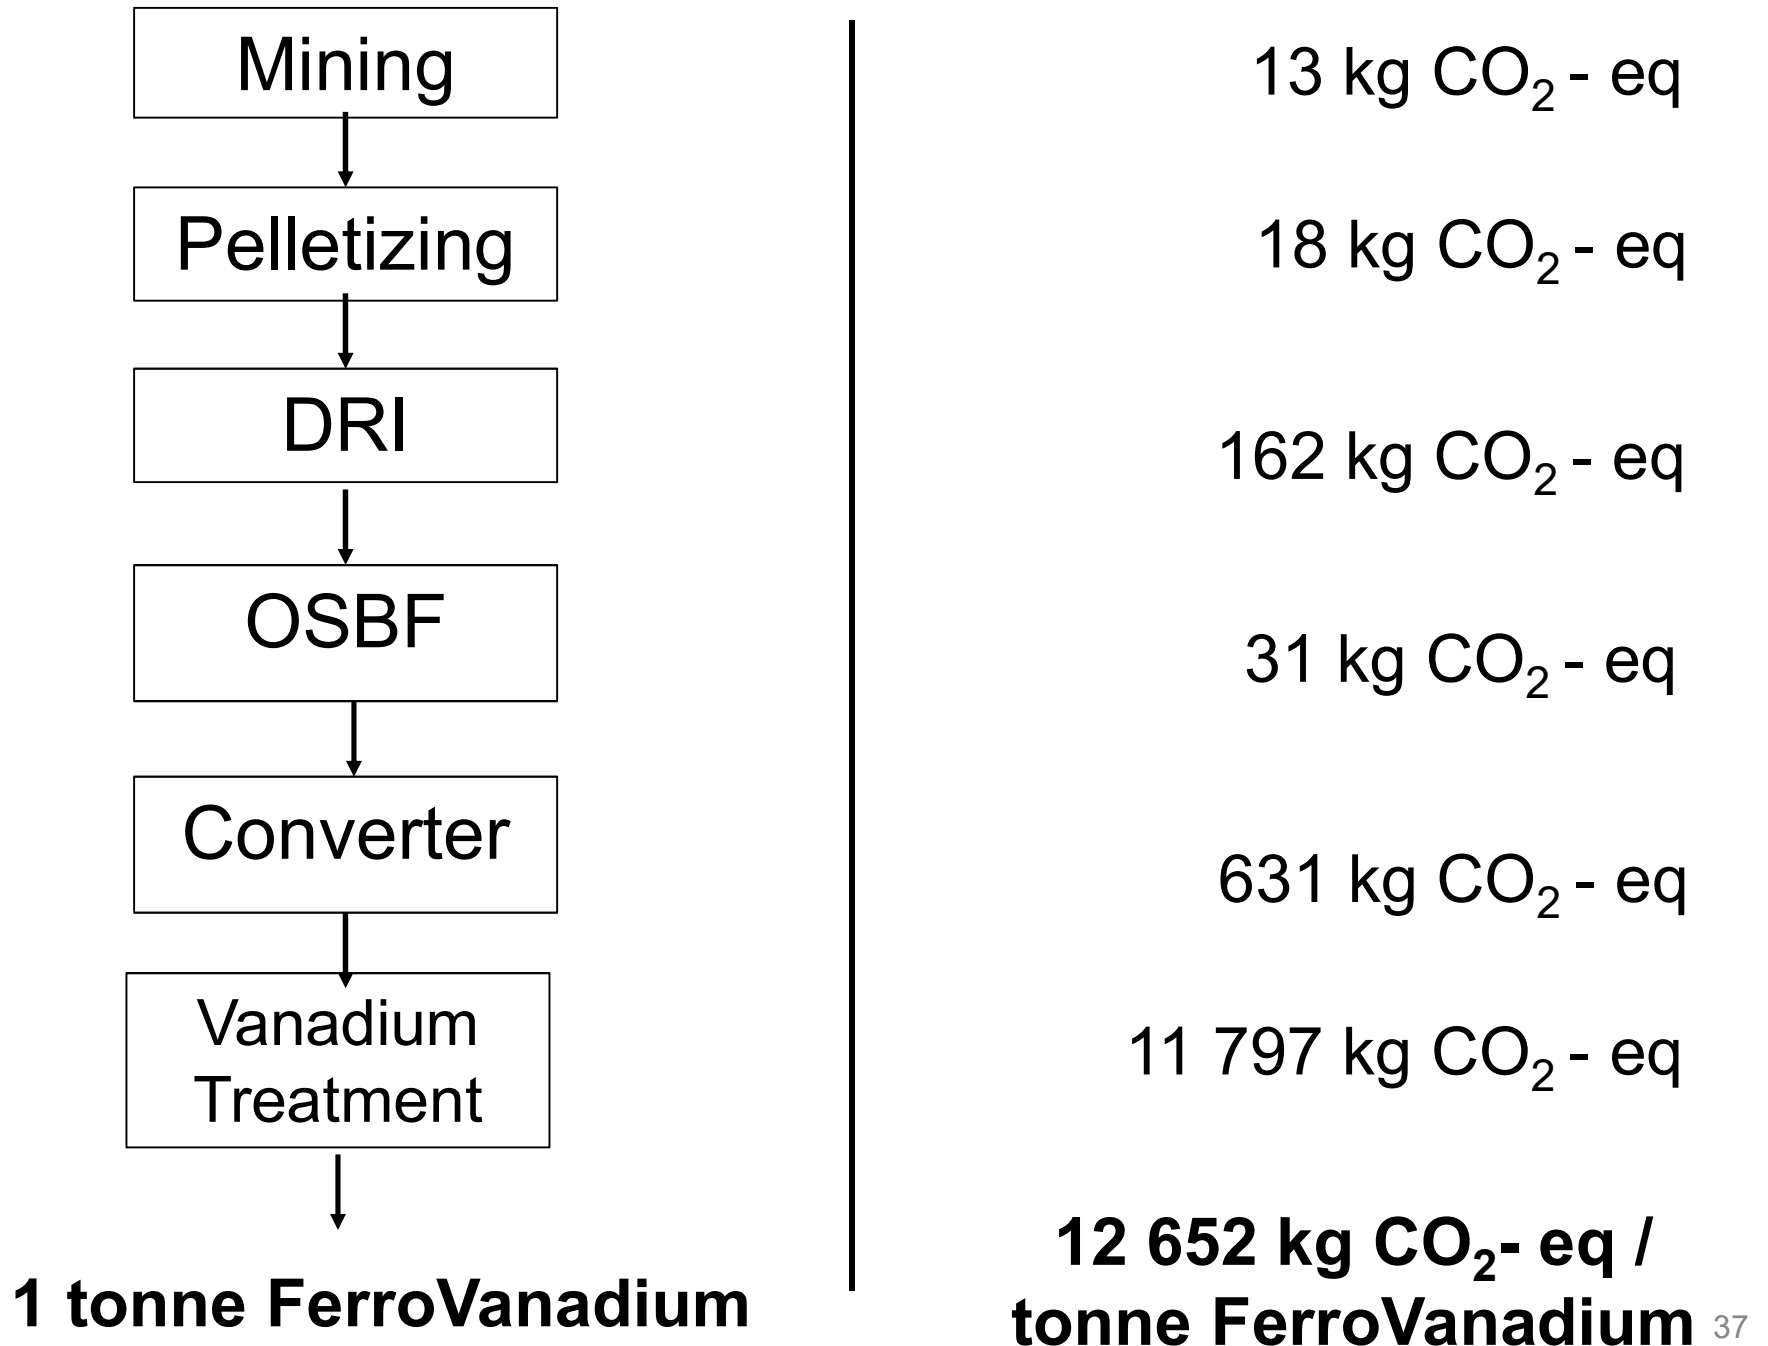 Mining
13 kg CO₂ - eq
Pelletizing
18 kg CO₂ - eq
DRI
162 kg CO₂ - eq
OSBF
31 kg CO₂ - eq
Converter
631 kg CO₂ - eq
Vanadium
Treatment
11 797 kg CO₂ - eq
1 tonne FerroVanadium
12 652 kg CO₂- eq /
tonne FerroVanadium
37